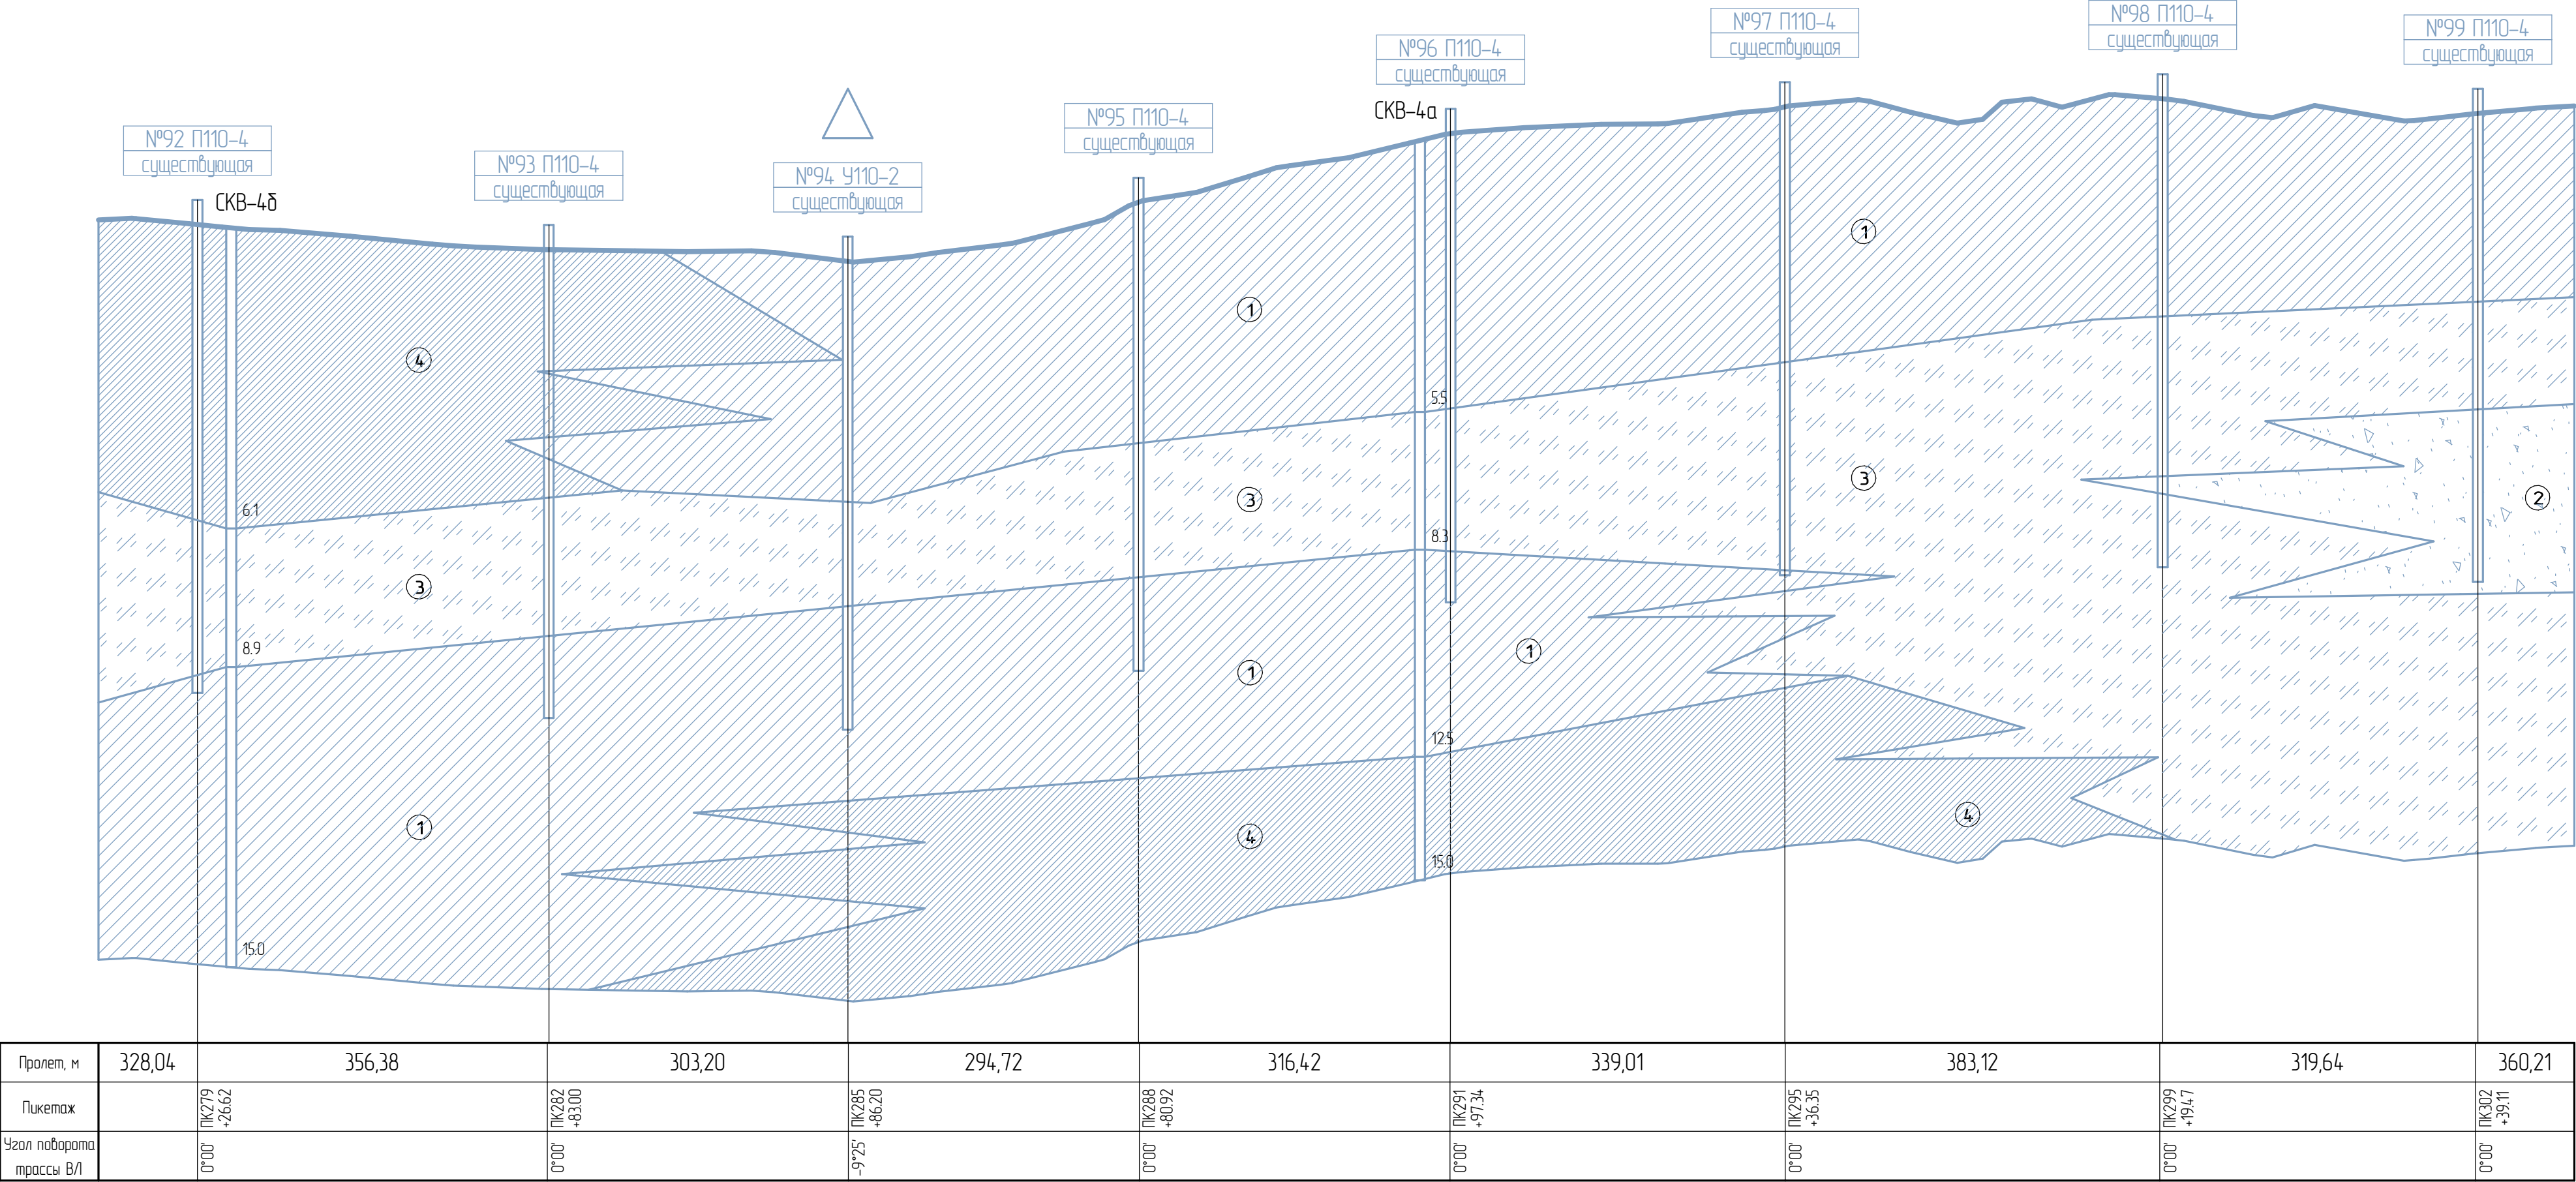 №98 П110-4
существующая
№97 П110-4
существующая
№99 П110-4
существующая
№96 П110-4
существующая
СКВ-4а
№95 П110-4
существующая
№92 П110-4
существующая
№93 П110-4
существующая
№94 У110-2
существующая
СКВ-4б
1
1
4
5.5
3
3
2
6.1
8.3
3
8.9
1
1
12.5
4
1
4
15.0
15.0
Пролет, м 328,04 356,38 303,20 294,72 316,42 339,01 383,12 319,64 360,21
Пикетаж
ПК279
+26.62
ПК282
+83.00
ПК285
+86.20
ПК288
+80.92
ПК291
+97.34
ПК295
+36.35
ПК299
+19.47
ПК302
+39.11
Угол поворота
трассы ВЛ
0°00'
0°00'
-9°25'
0°00'
0°00'
0°00'
0°00'
0°00'